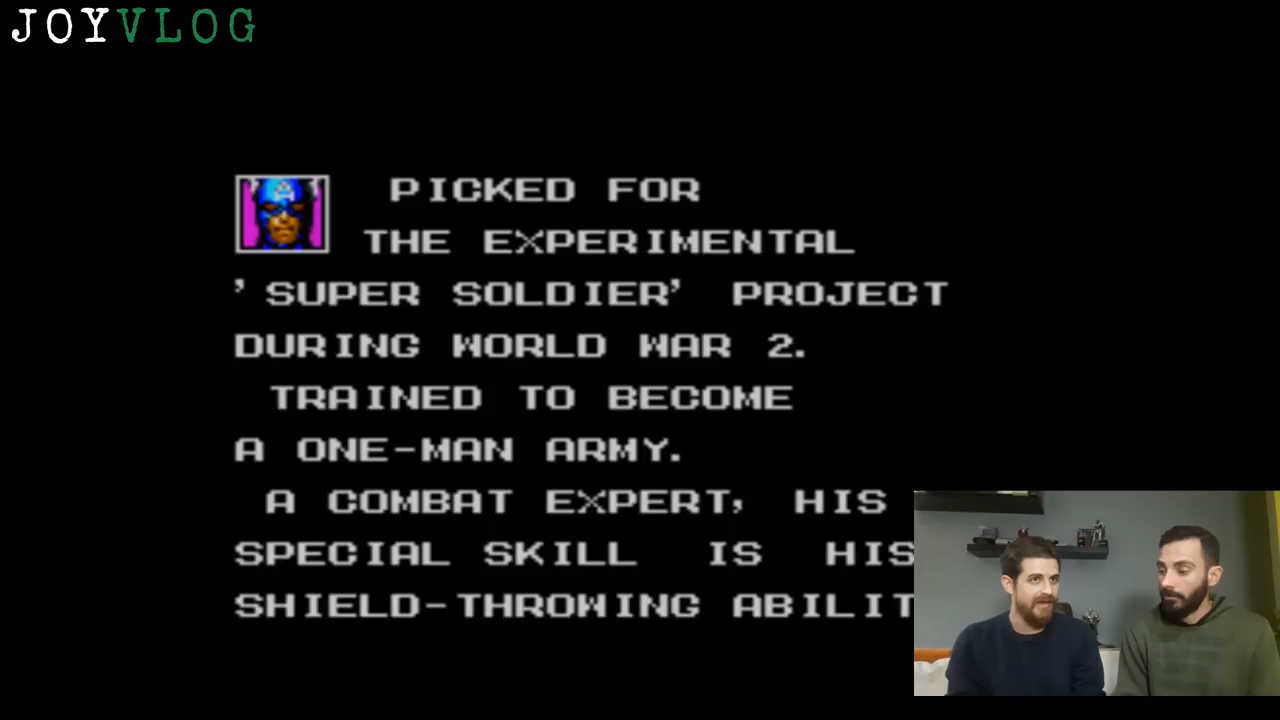 JOYVLOG
PICKED FOR
THE EXPERIMENTAL
'SUPER SOLDIER' PROJECT
DURING WORLD WAR 2.
TRAINED TO BECOME
A ONE-MAN ARMY.
A COMBAT EXPERT, HIS
SPECIAL SKILL IS HIS
SHIELD-THROWING ABILIT